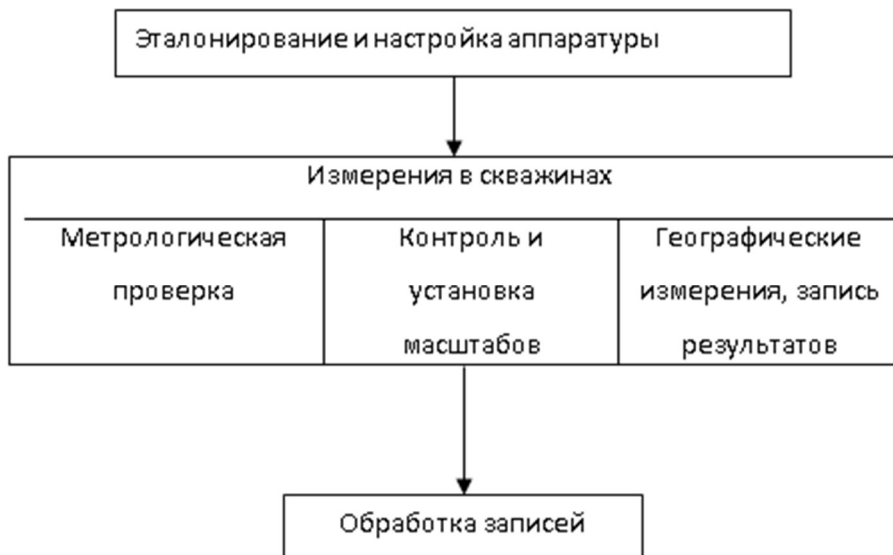 Эталонирование и настройка аппаратуры
Измерения в скважинах
Метрологическая
проверка
Контроль и
установка
масштабов
Географические
измерения, запись
результатов
Обработка записей